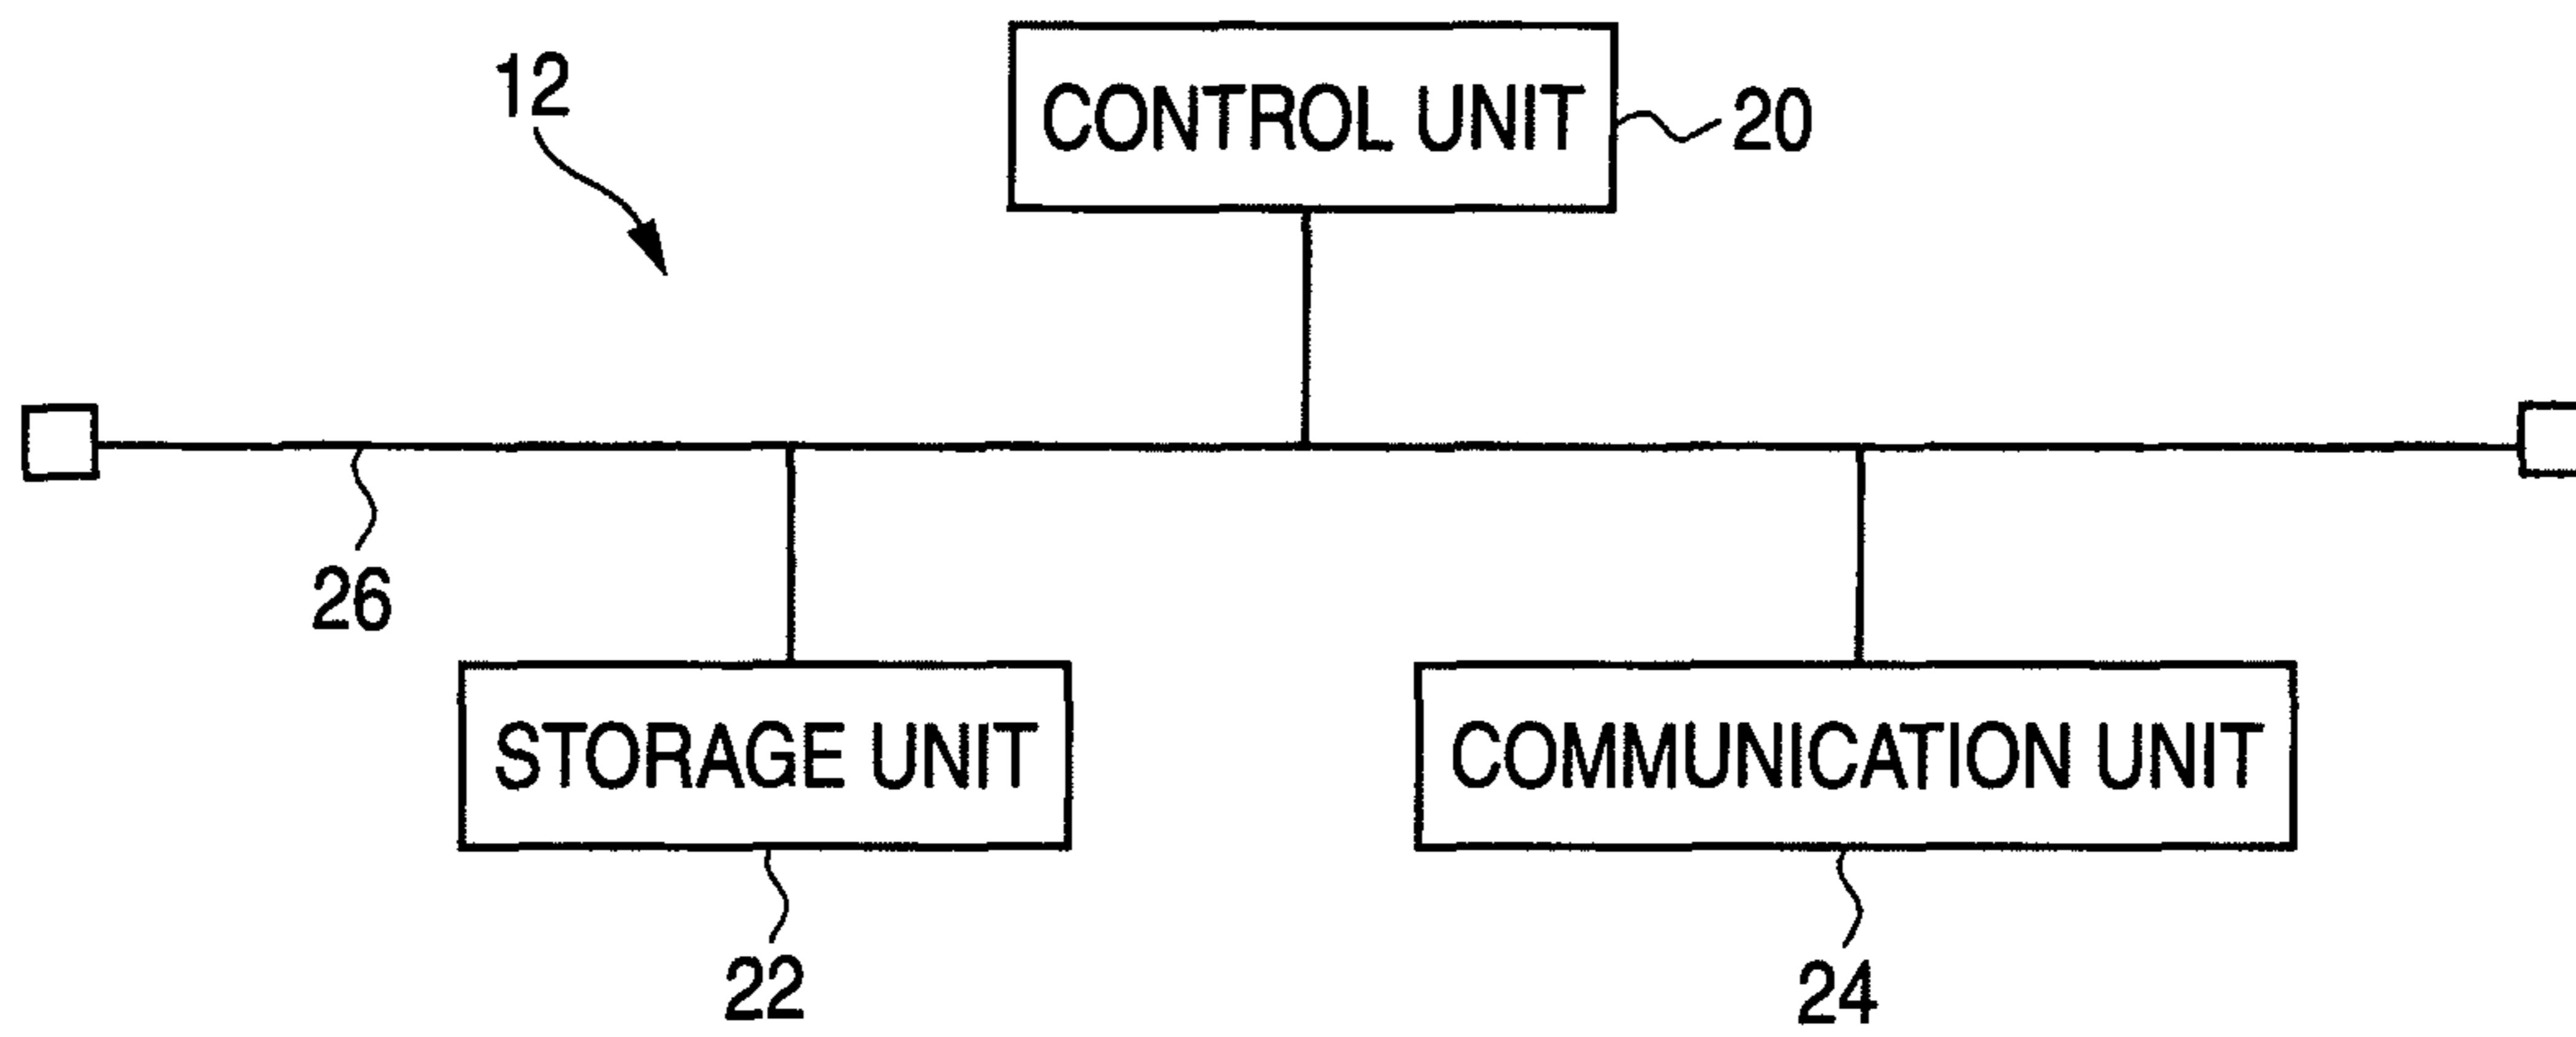 12
CONTROL UNIT
20
26
STORAGE UNIT
COMMUNICATION UNIT
22
24